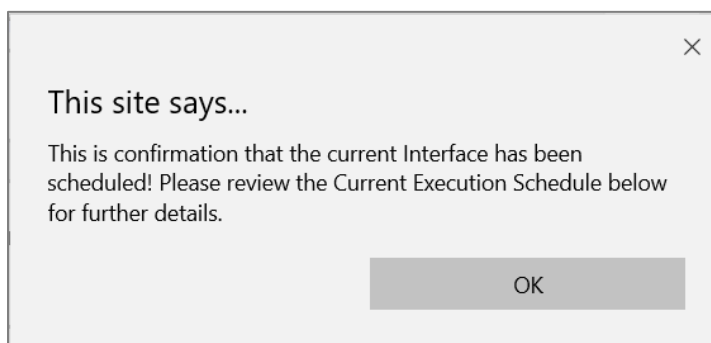 This site says...
This is confirmation that the current Interface has been
scheduled! Please review the Current Execution Schedule below
for further details.
OK